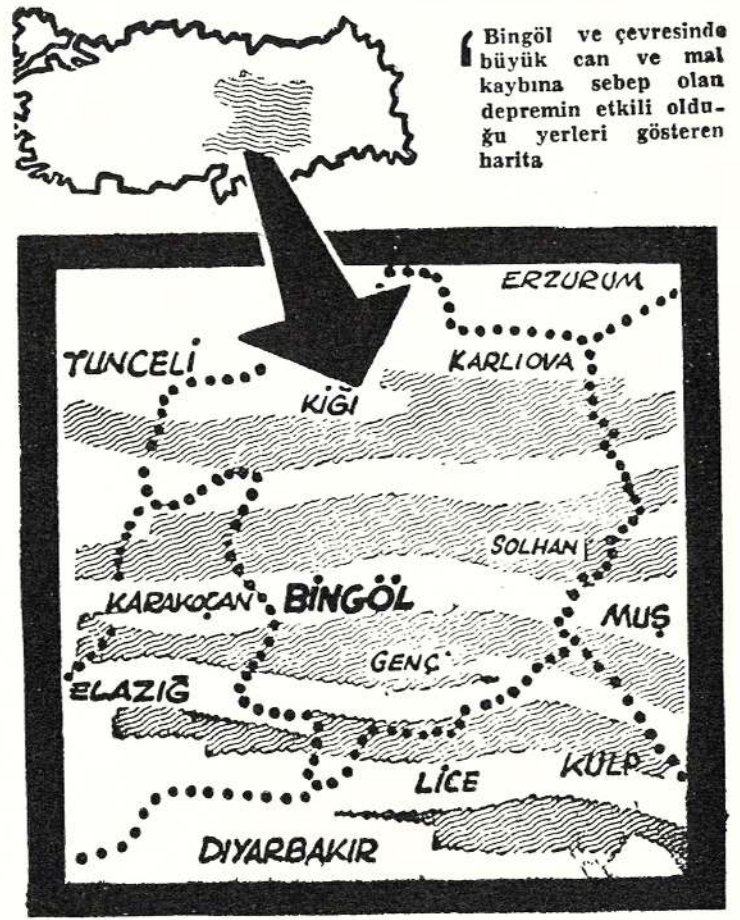 Bingöl ve çevresinde
büyük can ve mal
kaybına sebep olan
depremin etkili oldu-
ğu yerleri gösteren
harita
ERZURUM
TUNCELİ
KARLIOVA
KİĞI
SOLHAN
KARAKOÇAN
BİNGÖL
MUŞ
GENÇ
ELAZIĞ
LİCE
KULP
DIYARBAKIR